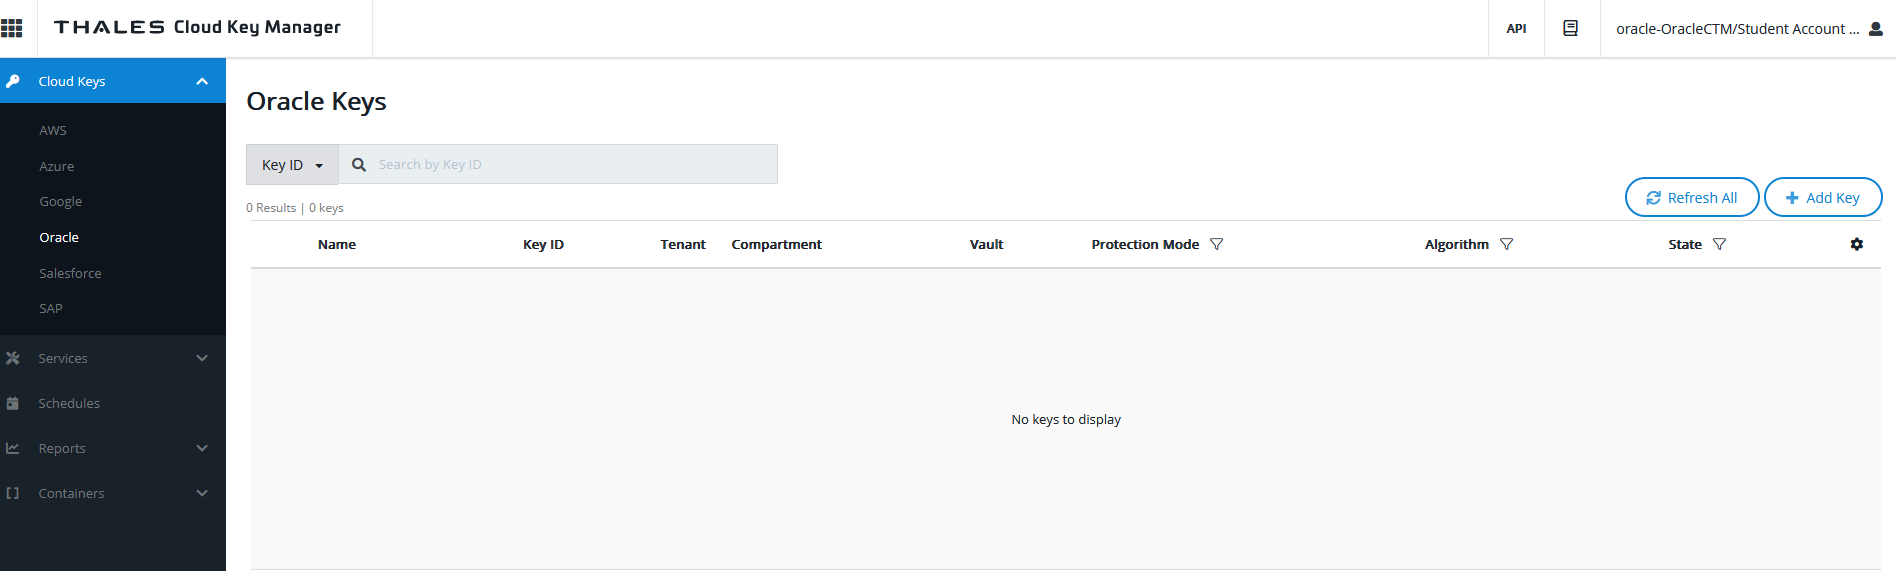 THALES Cloud Key Manager
API
oracle-OracleCTM/Student Account ...
Cloud Keys
AWS
Azure
Google
Oracle
Salesforce
SAP
Services
Schedules
Reports
Containers
Oracle Keys
Key ID
Search by Key ID
0 Results | 0 keys
Refresh All
Add Key
Name Key ID Tenant Compartment Vault Protection Mode Algorithm State
No keys to display